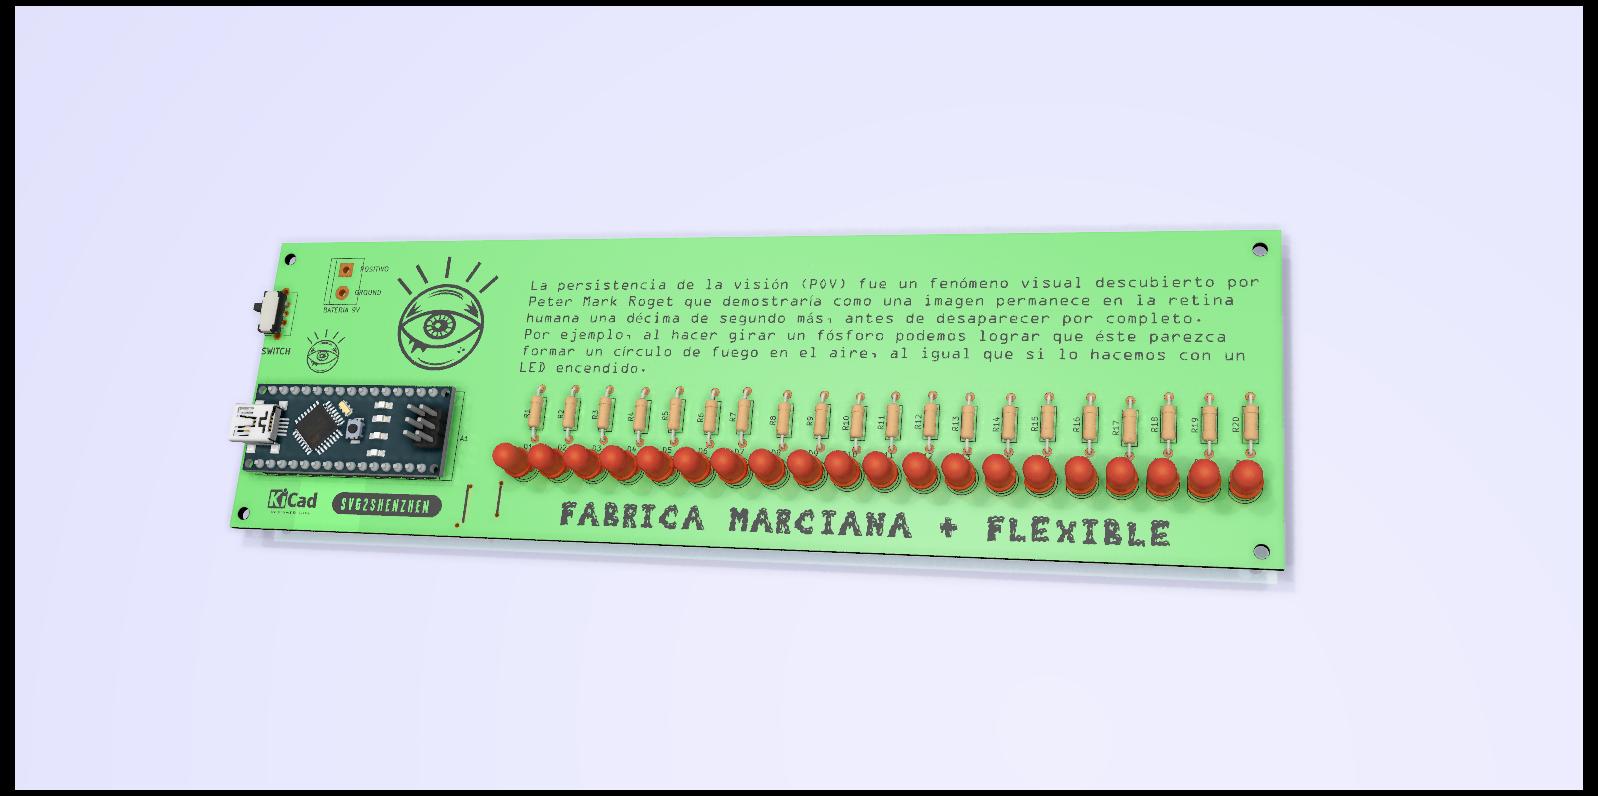 POSITIVO
GROUND
BATERIA 9V
SWITCH
La persistencia de la visión (POV) fue un fenómeno visual descubierto por
Peter Mark Roget que demostraría como una imagen permanece en la retina
humana una décima de segundo más, antes de desaparecer por completo.
Por ejemplo, al hacer girar un fósforo podemos lograr que éste parezca
formar un círculo de fuego en el aire, al igual que si lo hacemos con un
LED encendido.
R1 R2 R3 R4 R5 R6 R7 R8 R9 R10 R11 R12 R13 R14 R15 R16 R17 R18 R19 R20
A1
KiCad
SVG2SHENZHEN
FABRICA MARCIANA + FLEXIBLE